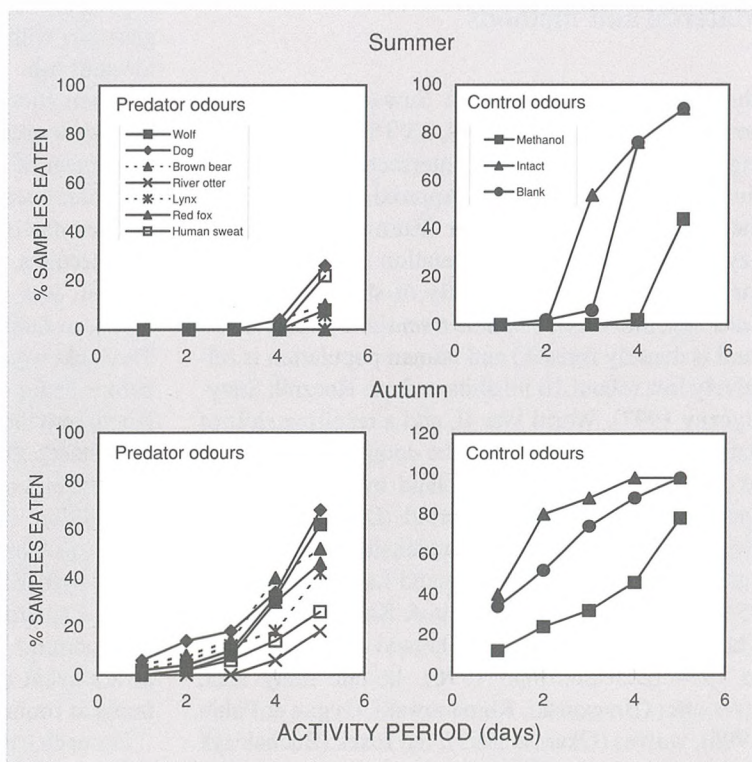 Summer
100
80
60
40
20
0
% SAMPLES EATEN
Predator odours
Wolf
Dog
Brown bear
River otter
Lynx
Red fox
Human sweat
0 2 4 6
100
80
60
40
20
0
Control odours
Methanol
Intact
Blank
0 2 4 6
Autumn
100
80
60
40
20
0
% SAMPLES EATEN
Predator odours
0 2 4 6
120
100
80
60
40
20
0
Control odours
0 2 4 6
ACTIVITY PERIOD (days)